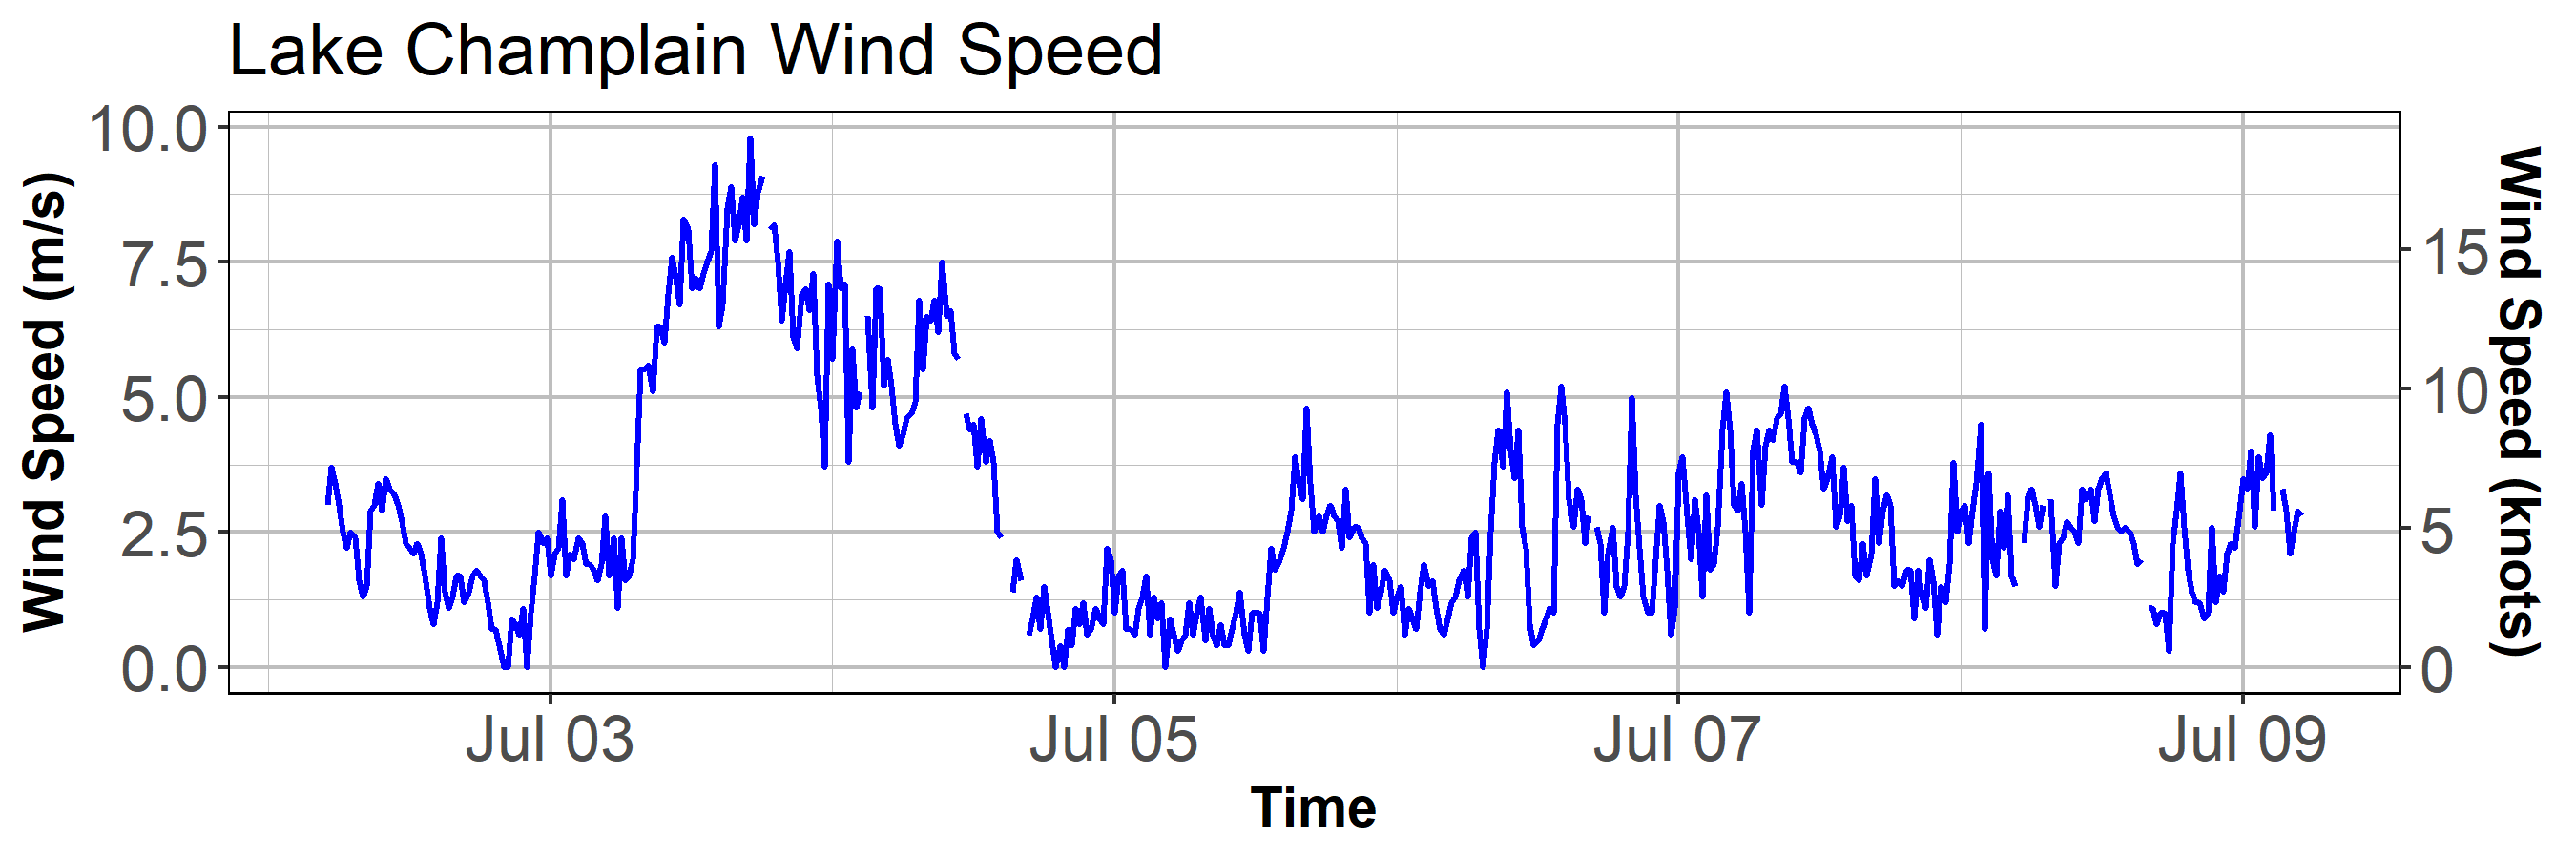 Lake Champlain Wind Speed
Wind Speed (m/s)
10.0
7.5
5.0
2.5
0.0
Wind Speed (knots)
15
10
5
0
Jul 03 Jul 05 Jul 07 Jul 09
Time